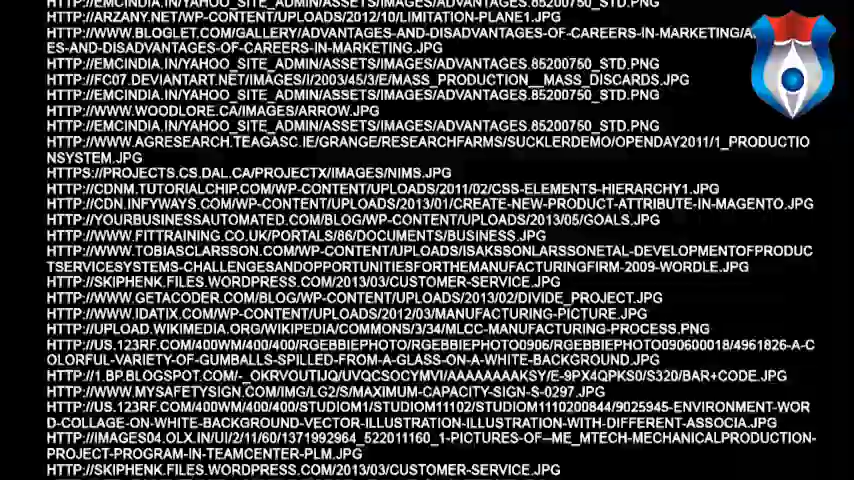 HTTP://EMCINDIA.IN/YAHOO_SITE_ADMIN/ASSETS/IMAGES/ADVANTAGES.85200750_STD.PNG
HTTP://ARZANY.NET/WP-CONTENT/UPLOADS/2012/10/LIMITATION-PLANE1.JPG
HTTP://WWW.BLOGLET.COM/GALLERY/ADVANTAGES-AND-DISADVANTAGES-OF-CAREERS-IN-MARKETING/A
ES-AND-DISADVANTAGES-OF-CAREERS-IN-MARKETING.JPG
HTTP://EMCINDIA.IN/YAHOO_SITE_ADMIN/ASSETS/IMAGES/ADVANTAGES.85200750_STD.PNG
HTTP://FC07.DEVIANTART.NET/IMAGES/I/2003/45/3/E/MASS_PRODUCTION__MASS_DISCARDS.JPG
HTTP://EMCINDIA.IN/YAHOO_SITE_ADMIN/ASSETS/IMAGES/ADVANTAGES.85200750_STD.PNG
HTTP://WWW.WOODLORE.CA/IMAGES/ARROW.JPG
HTTP://EMCINDIA.IN/YAHOO_SITE_ADMIN/ASSETS/IMAGES/ADVANTAGES.85200750_STD.PNG
HTTP://WWW.AGRESEARCH.TEAGASC.IE/GRANGE/RESEARCHFARMS/SUCKLERDEMO/OPENDAY2011/1_PRODUCTIO
NSYSTEM.JPG
HTTPS://PROJECTS.CS.DAL.CA/PROJECTX/IMAGES/NIMS.JPG
HTTP://CDNM.TUTORIALCHIP.COM/WP-CONTENT/UPLOADS/2011/02/CSS-ELEMENTS-HIERARCHY1.JPG
HTTP://CDN.INFYWAYS.COM/WP-CONTENT/UPLOADS/2013/01/CREATE-NEW-PRODUCT-ATTRIBUTE-IN-MAGENTO.JPG
HTTP://YOURBUSINESSAUTOMATED.COM/BLOG/WP-CONTENT/UPLOADS/2013/05/GOALS.JPG
HTTP://WWW.FITTRAINING.CO.UK/PORTALS/86/DOCUMENTS/BUSINESS.JPG
HTTP://WWW.TOBIASCLARSSON.COM/WP-CONTENT/UPLOADS/ISAKSSONLARSSONETAL-DEVELOPMENTOFPRODUC
TSERVICESYSTEMS-CHALLENGESANDOPPORTUNITIESFORTHEMANUFACTURINGFIRM-2009-WORDLE.JPG
HTTP://SKIPHENK.FILES.WORDPRESS.COM/2013/03/CUSTOMER-SERVICE.JPG
HTTP://WWW.GETACODER.COM/BLOG/WP-CONTENT/UPLOADS/2013/02/DIVIDE_PROJECT.JPG
HTTP://WWW.IDATIX.COM/WP-CONTENT/UPLOADS/2012/03/MANUFACTURING-PICTURE.JPG
HTTP://UPLOAD.WIKIMEDIA.ORG/WIKIPEDIA/COMMONS/3/34/MLCC-MANUFACTURING-PROCESS.PNG
HTTP://US.123RF.COM/400WM/400/400/RGEBBIEPHOTO/RGEBBIEPHOTO0906/RGEBBIEPHOTO090600018/4961826-A-C
OLORFUL-VARIETY-OF-GUMBALLS-SPILLED-FROM-A-GLASS-ON-A-WHITE-BACKGROUND.JPG
HTTP://1.BP.BLOGSPOT.COM/-_OKRVOUTIJQ/UVQCSOCYMVI/AAAAAAAAKSY/E-9PX4QPKS0/S320/BAR+CODE.JPG
HTTP://WWW.MYSAFETYSIGN.COM/IMG/LG2/S/MAXIMUM-CAPACITY-SIGN-S-0297.JPG
HTTP://US.123RF.COM/400WM/400/400/STUDIOM1/STUDIOM11102/STUDIOM1110200844/9025945-ENVIRONMENT-WOR
D-COLLAGE-ON-WHITE-BACKGROUND-VECTOR-ILLUSTRATION-ILLUSTRATION-WITH-DIFFERENT-ASSOCIA.JPG
HTTP://IMAGES04.OLX.IN/UI/2/11/60/1371992964_522011160_1-PICTURES-OF--ME_MTECH-MECHANICALPRODUCTION-
PROJECT-PROGRAM-IN-TEAMCENTER-PLM.JPG
HTTP://SKIPHENK.FILES.WORDPRESS.COM/2013/03/CUSTOMER-SERVICE.JPG